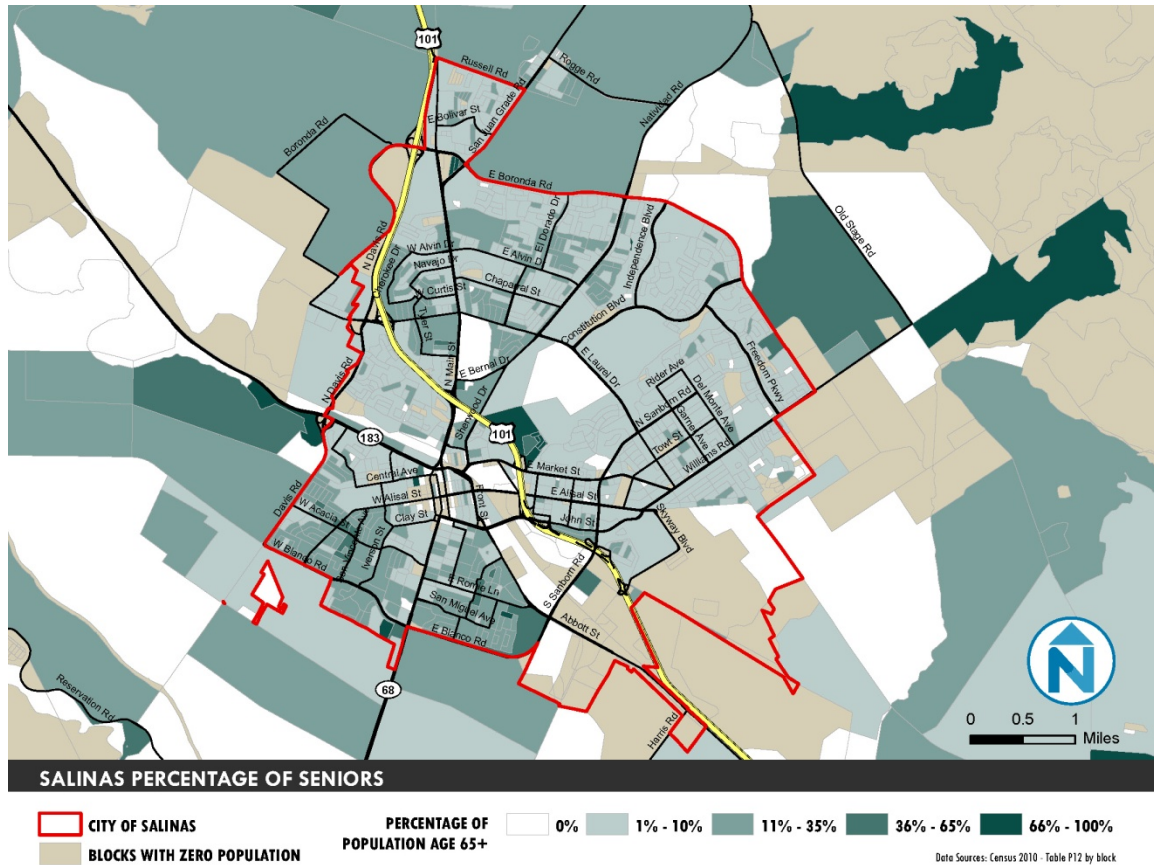 101
Russell Rd
Rogge Rd
E Bolivar St
San Juan Grade Rd
Natividad Rd
Boronda Rd
E Boronda Rd
Old Stage Rd
N Davis Rd
Cherokee Dr
W Alvin Dr
Navajo Dr
W Curtis St
Tyler St
E Alvin D
El Dorado Dr
Chaparral St
Independence Blvd
Constitution Blvd
E Laurel Dr
Freedom Pkwy
N Main St
E Bernal Dr
Rider Ave
Del Monte Ave
N Sanborn Rd
Garner Ave
Towt St
Williams Rd
N Davis Rd
Sherwood Dr
101
183
E Market St
Central Ave
W Alisal St
E Alisal St
Front St
Clay St
John St
Skyway Blvd
Davis Rd
W Acacia St
Iverson St
W Blanco Rd
E Romie Ln
San Miguel Ave
E Blanco Rd
S Sanborn Rd
Abbott St
68
Reservation Rd
Harris Rd
N
0 0.5 1
Miles
SALINAS PERCENTAGE OF SENIORS
CITY OF SALINAS
BLOCKS WITH ZERO POPULATION
PERCENTAGE OF
POPULATION AGE 65+
0%
1% - 10%
11% - 35%
36% - 65%
66% - 100%
Data Sources: Census 2010 - Table P12 by block